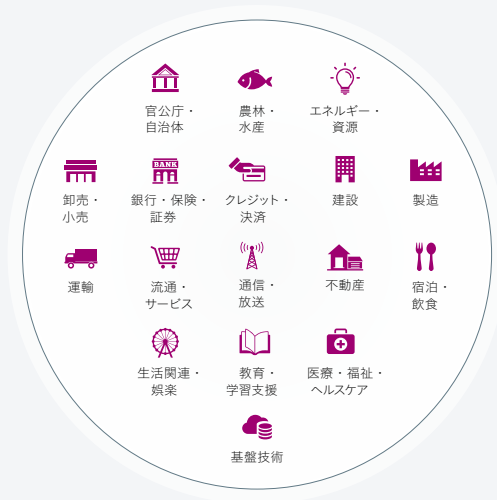 官公庁・
自治体
農林・
水産
エネルギー・
資源
卸売・
小売
BANK
銀行・保険・
証券
クレジット・
決済
建設
製造
運輸
流通・
サービス
通信・
放送
不動産
宿泊・
飲食
生活関連・
娯楽
教育・
学習支援
医療・福祉・
ヘルスケア
基盤技術